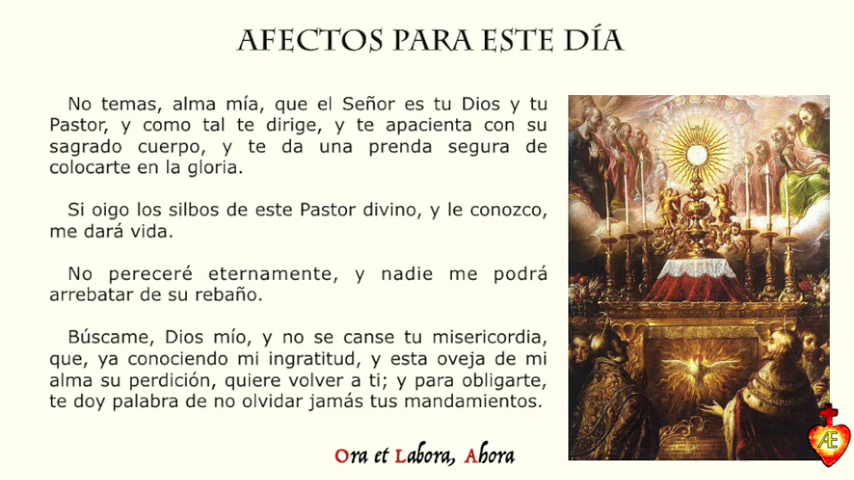 AFECTOS PARA ESTE DÍA
No temas, alma mía, que el Señor es tu Dios y tu
Pastor, y como tal te dirige, y te apacienta con su
sagrado cuerpo, y te da una prenda segura de
colocarte en la gloria.
Si oigo los silbos de este Pastor divino, y le conozco,
me dará vida.
No pereceré eternamente, y nadie me podrá
arrebatar de su rebaño.
Búscame, Dios mío, y no se canse tu misericordia,
que, ya conociendo mi ingratitud, y esta oveja de mi
alma su perdición, quiere volver a ti; y para obligarte,
te doy palabra de no olvidar jamás tus mandamientos.
Ora et Labora, Ahora
Æ